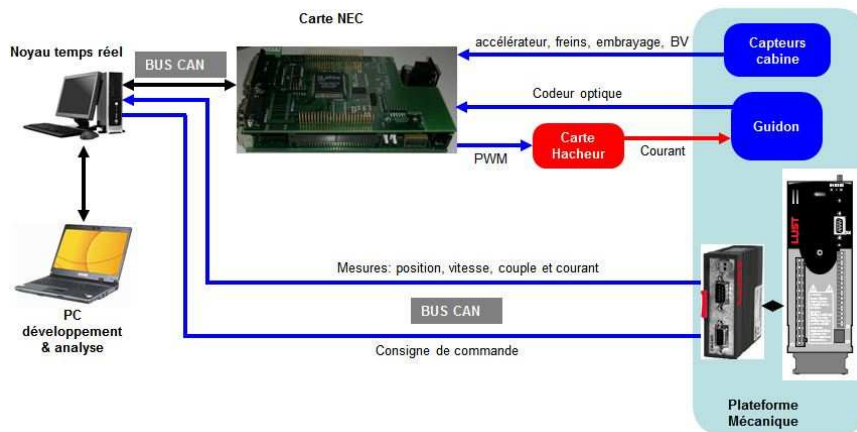 Carte NEC
Noyau temps réel
BUS CAN
accélérateur, freins, embrayage, BV
Capteurs
cabine
Codeur optique
Guidon
PWM
Carte
Hacheur
Courant
LUST
Mesures: position, vitesse, couple et courant
BUS CAN
Consigne de commande
PC
développement
& analyse
Plateforme
Mécanique